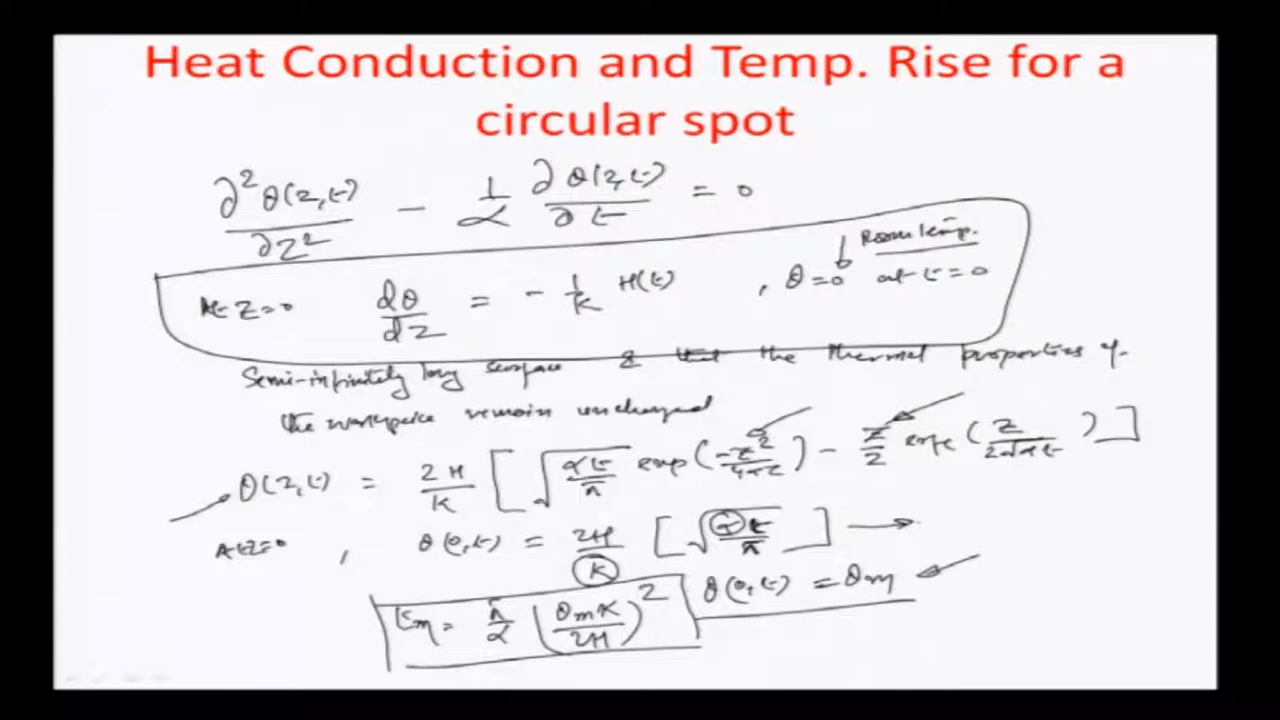 Heat Conduction and Temp. Rise for a
circular spot
∂²θ(z,t)/∂z² - 1/α ∂θ(z,t)/∂t = 0
Room temp.
At z=0 dθ/dz = - 1/K H(t) , θ=0 at t=0
Semi-infinitely long surface & that the thermal properties of
the workpiece remain unchanged
θ(z,t) = 2H/K [√(αt/π) exp(-z²/4αt) - z/2 erfc(z/2√αt)]
At z=0, θ(0,t) = 2H/K [√(αt/π)]
θ(0,t) = θm
tm = π/α (θmK/2H)²